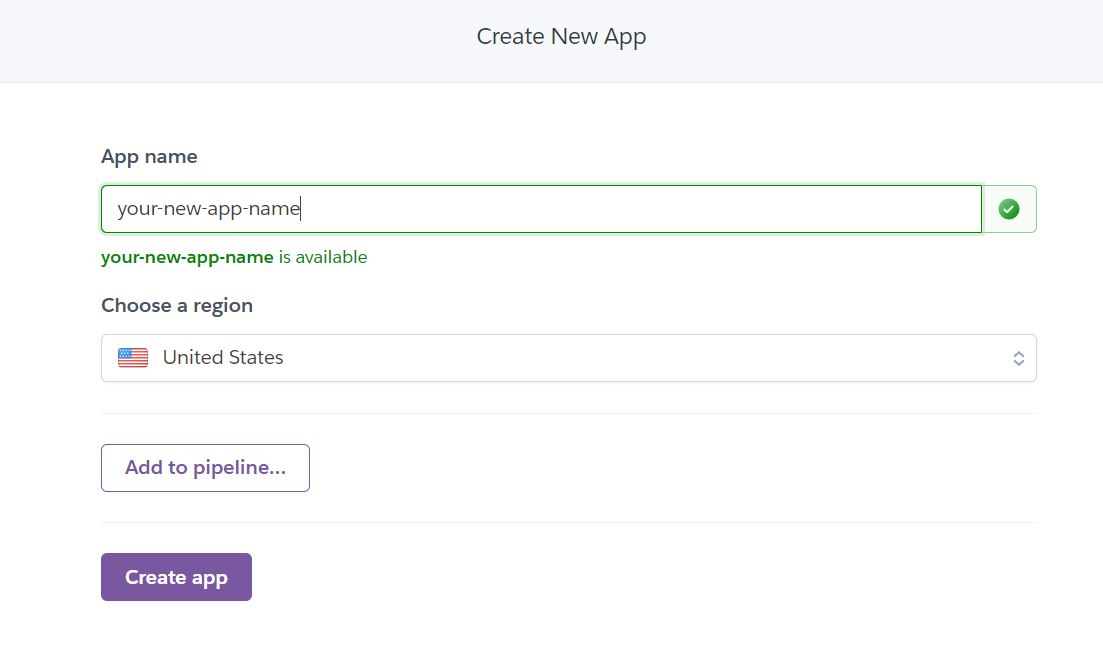 Create New App
App name
your-new-app-name
your-new-app-name is available
Choose a region
United States
Add to pipeline...
Create app